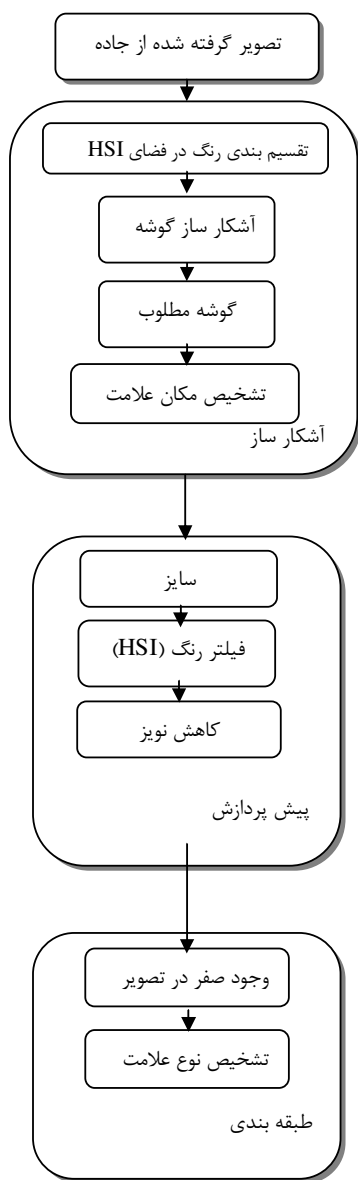 تصویر گرفته شده از جاده
تقسیم بندی رنگ در فضای HSI
آشکار ساز گوشه
گوشه مطلوب
تشخیص مکان علامت
آشکار ساز
سایز
فیلتر رنگ (HSI)
کاهش نویز
پیش پردازش
وجود صفر در تصویر
تشخیص نوع علامت
طبقه بندی